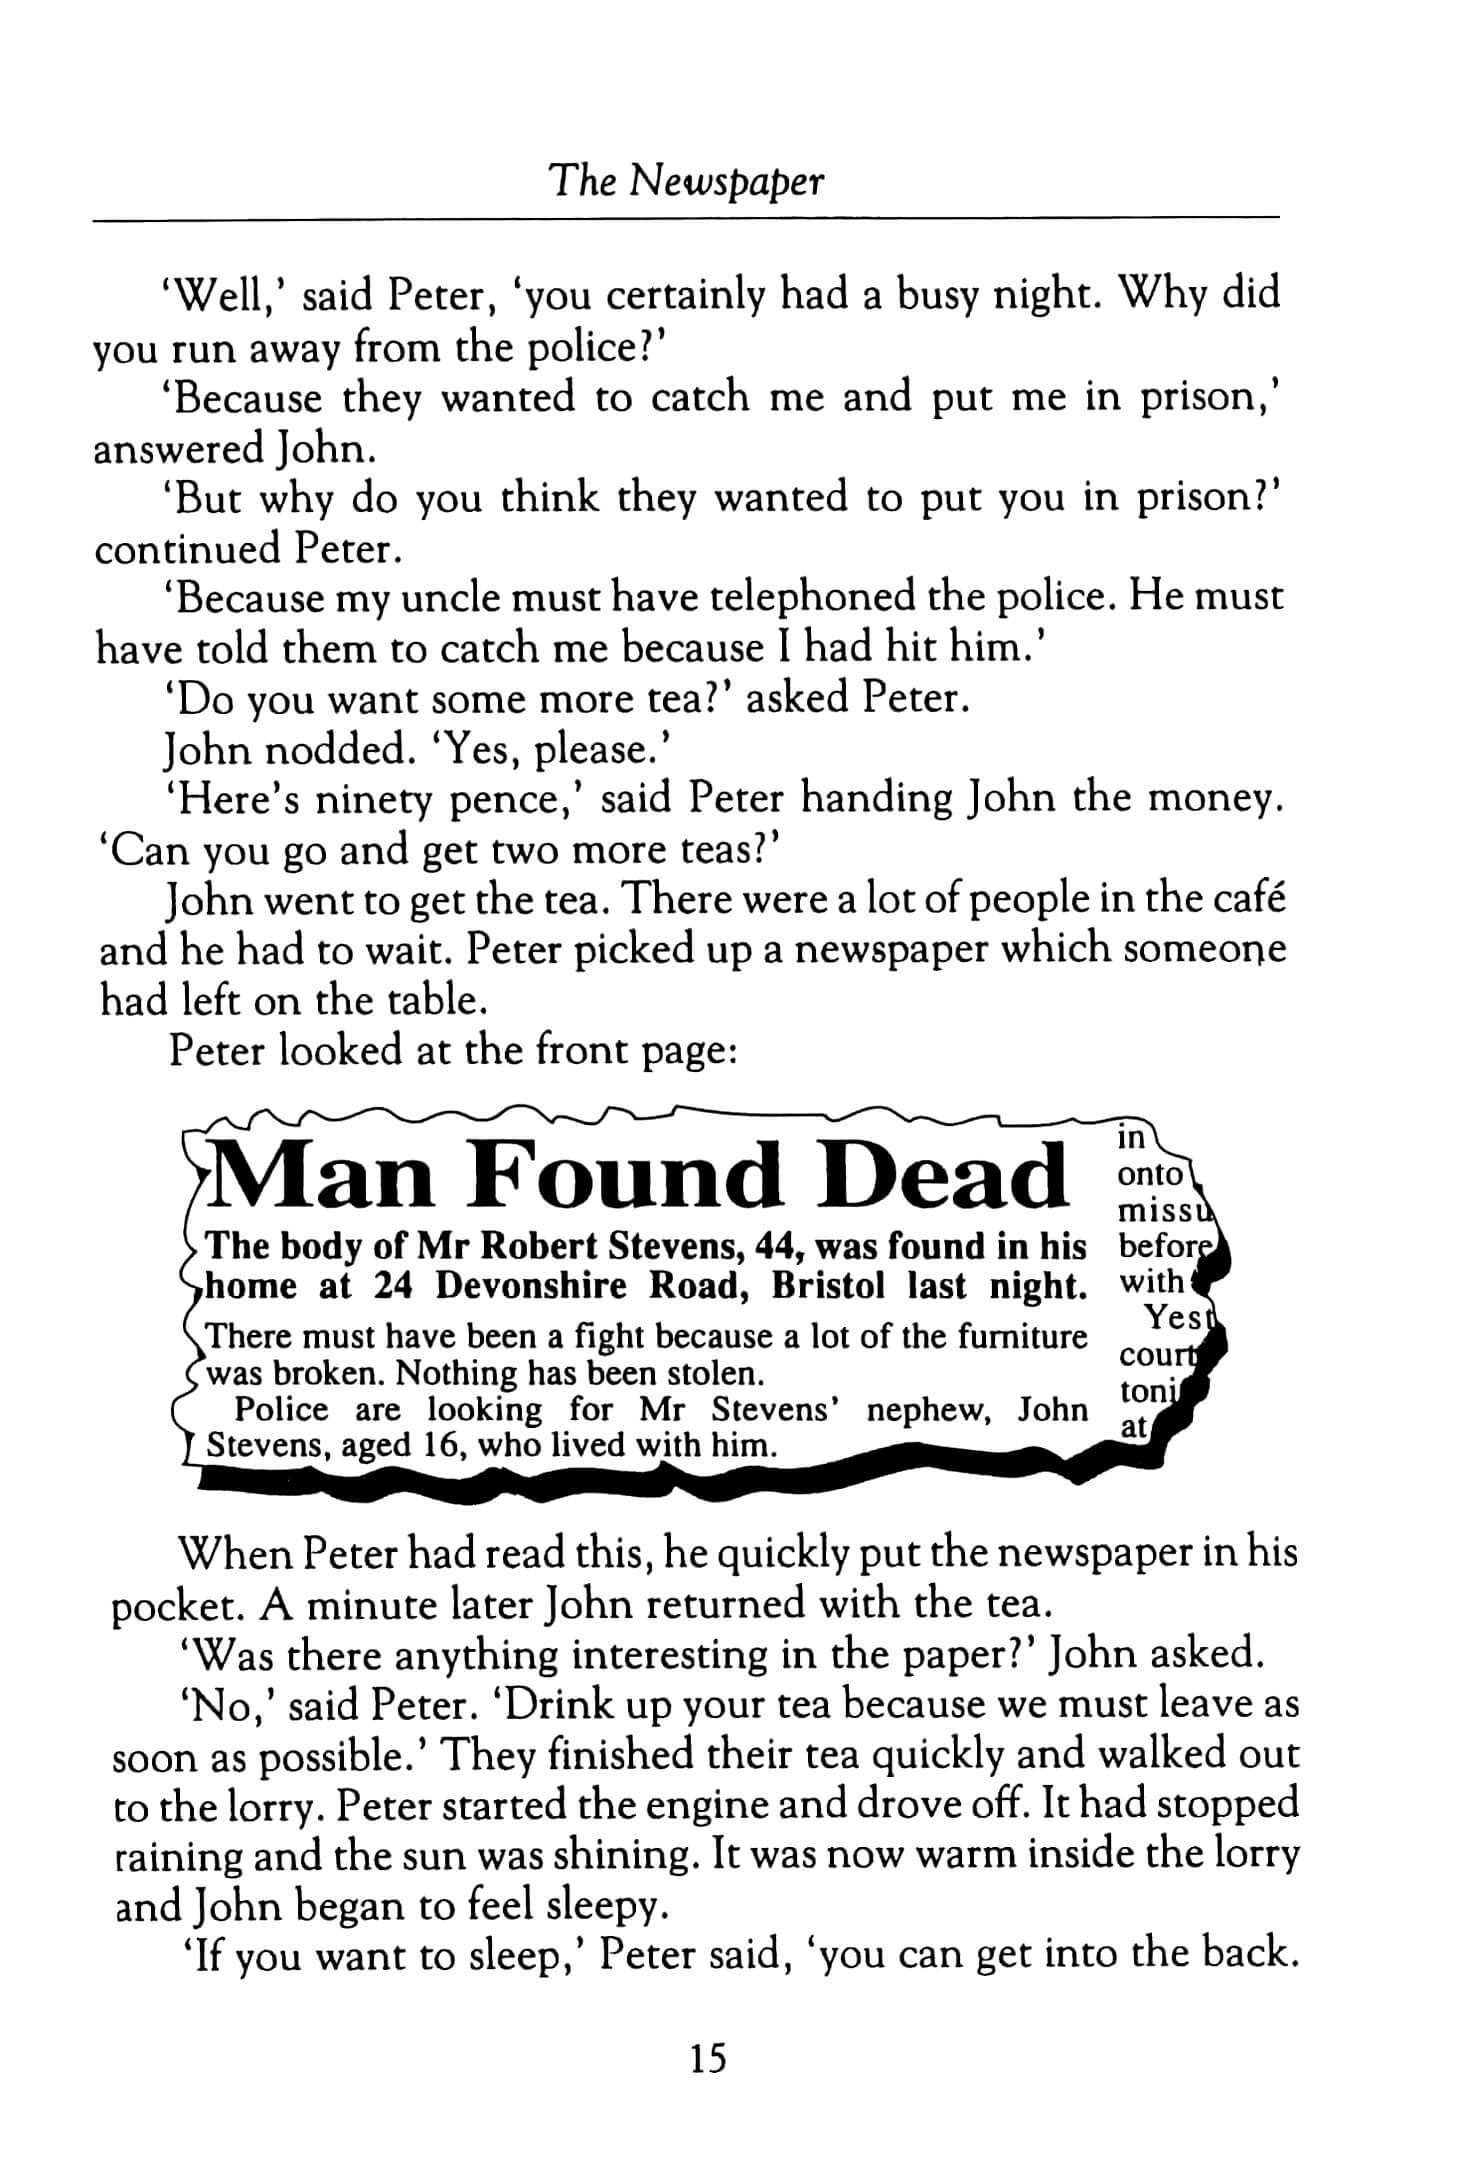 The Newspaper
‘Well,’ said Peter, ‘you certainly had a busy night. Why did
you run away from the police?’
‘Because they wanted to catch me and put me in prison,’
answered John.
‘But why do you think they wanted to put you in prison?’
continued Peter.
‘Because my uncle must have telephoned the police. He must
have told them to catch me because I had hit him.’
‘Do you want some more tea?’ asked Peter.
John nodded. ‘Yes, please.’
‘Here’s ninety pence,’ said Peter handing John the money.
‘Can you go and get two more teas?’
John went to get the tea. There were a lot of people in the café
and he had to wait. Peter picked up a newspaper which someone
had left on the table.
Peter looked at the front page:
Man Found Dead
The body of Mr Robert Stevens, 44, was found in his
home at 24 Devonshire Road, Bristol last night.
There must have been a fight because a lot of the furniture
was broken. Nothing has been stolen.
Police are looking for Mr Stevens’ nephew, John
Stevens, aged 16, who lived with him.
in
onto
missu
before
with
Yest
court
toni
at
When Peter had read this, he quickly put the newspaper in his
pocket. A minute later John returned with the tea.
‘Was there anything interesting in the paper?’ John asked.
‘No,’ said Peter. ‘Drink up your tea because we must leave as
soon as possible.’ They finished their tea quickly and walked out
to the lorry. Peter started the engine and drove off. It had stopped
raining and the sun was shining. It was now warm inside the lorry
and John began to feel sleepy.
‘If you want to sleep,’ Peter said, ‘you can get into the back.
15